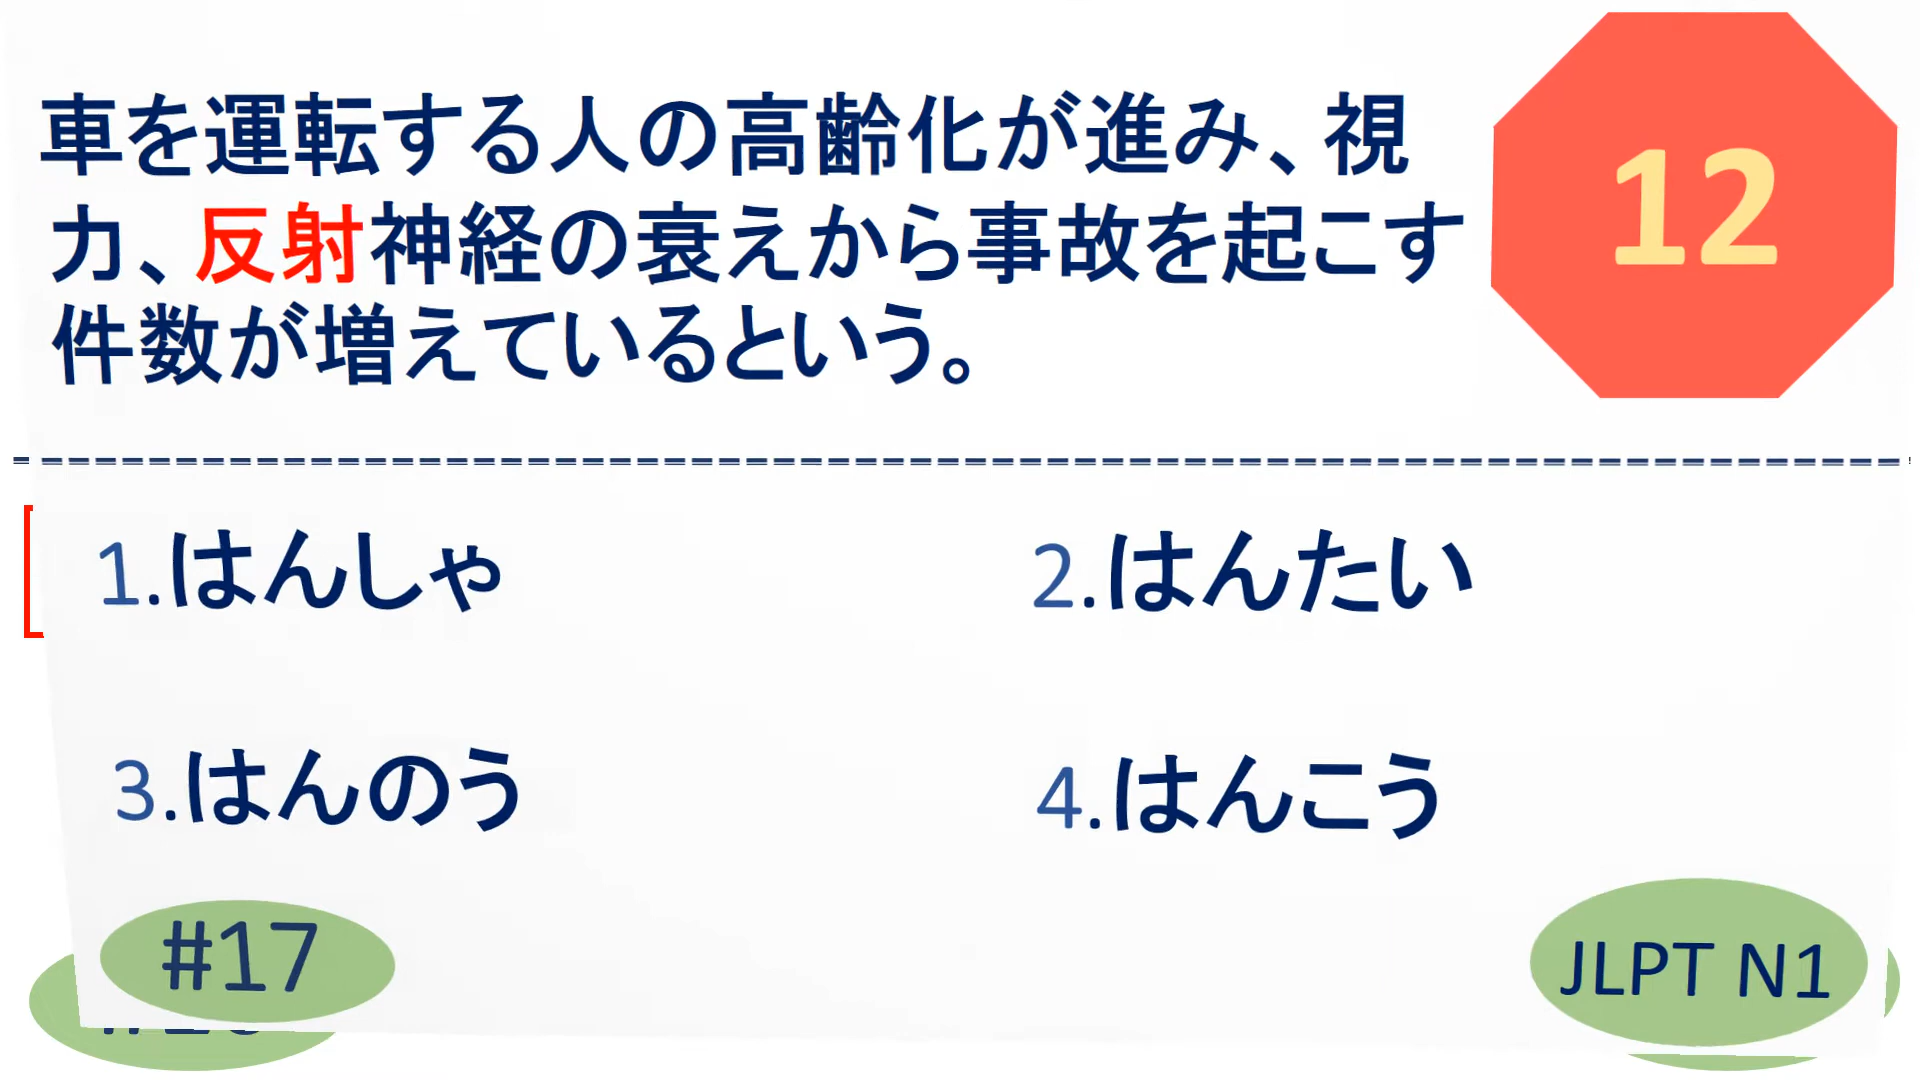 車を運転する人の高齢化が進み、視
力、反射神経の衰えから事故を起こす
件数が増えているという。
12
1.はんしゃ
2.はんたい
3.はんのう
4.はんこう
#17
JLPT N1